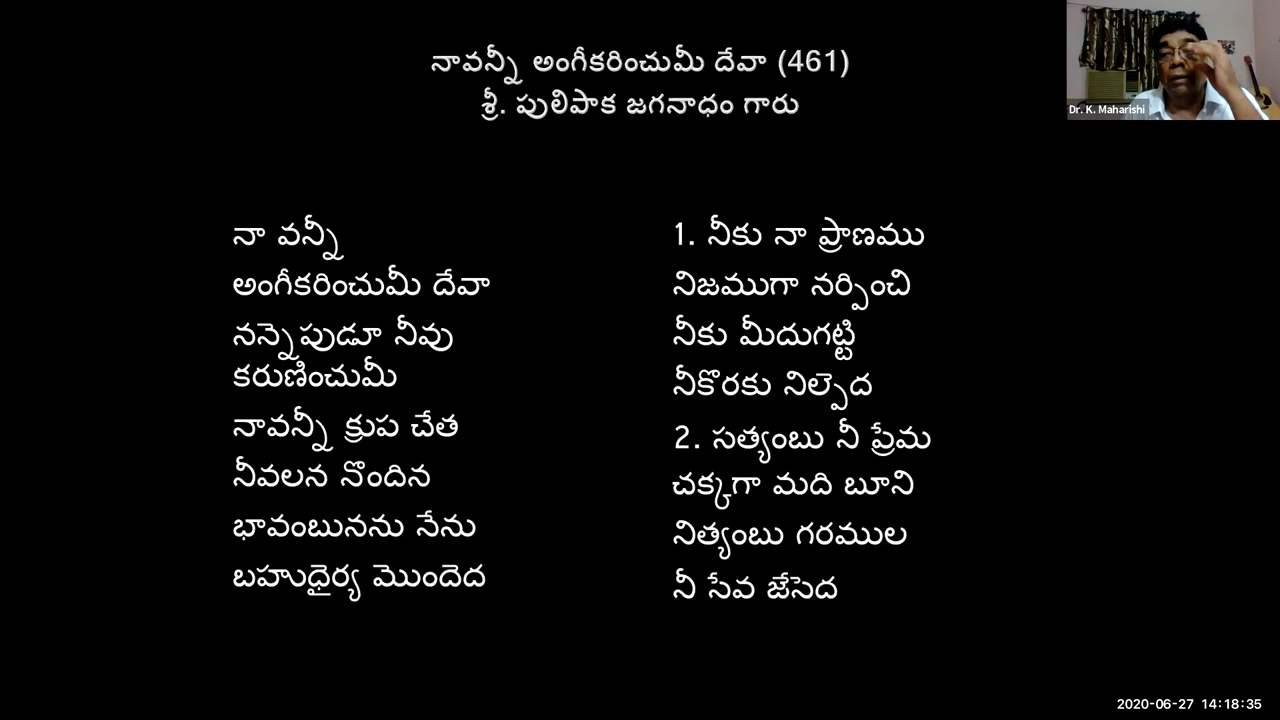 నావన్నీ అంగీకరించుమీ దేవా (461)
శ్రీ. పులిపాక జగనాధం గారు
Dr. K. Maharishi
నా వన్నీ
అంగీకరించుమీ దేవా
నన్నెపుడూ నీవు
కరుణించుమీ
నావన్నీ క్రుప చేత
నీవలన నొందిన
భావంబునను నేను
బహుధైర్య మొందెద
1. నీకు నా ప్రాణము
నిజముగా నర్పించి
నీకు మీదుగట్టి
నీకొరకు నిల్పెద
2. సత్యంబు నీ ప్రేమ
చక్కగా మది బూని
నిత్యంబు గరముల
నీ సేవ జేసెద
2020-06-27 14:18:35